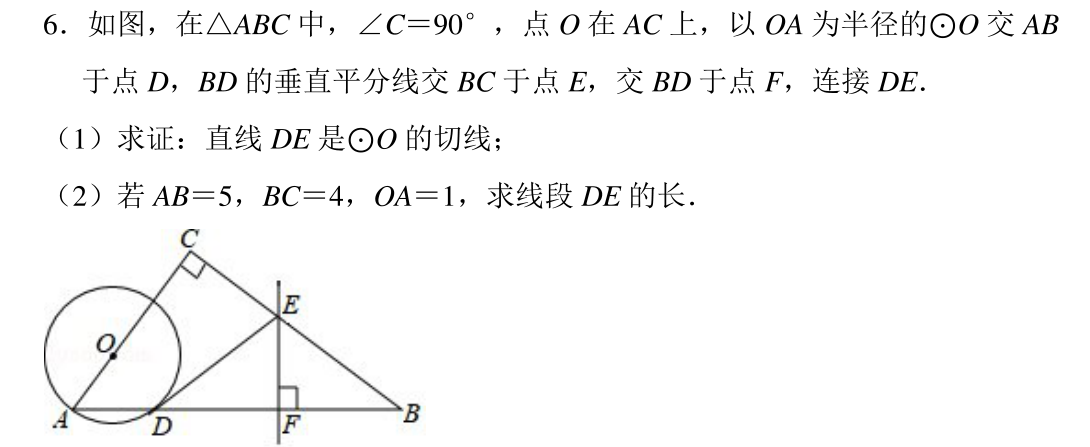 6．如图，在△ABC中，∠C＝90°，点O在AC上，以OA为半径的⊙O交AB
于点D，BD的垂直平分线交BC于点E，交BD于点F，连接DE．
（1）求证：直线DE是⊙O的切线；
（2）若AB＝5，BC＝4，OA＝1，求线段DE的长．
C
E
O
A
D
F
B